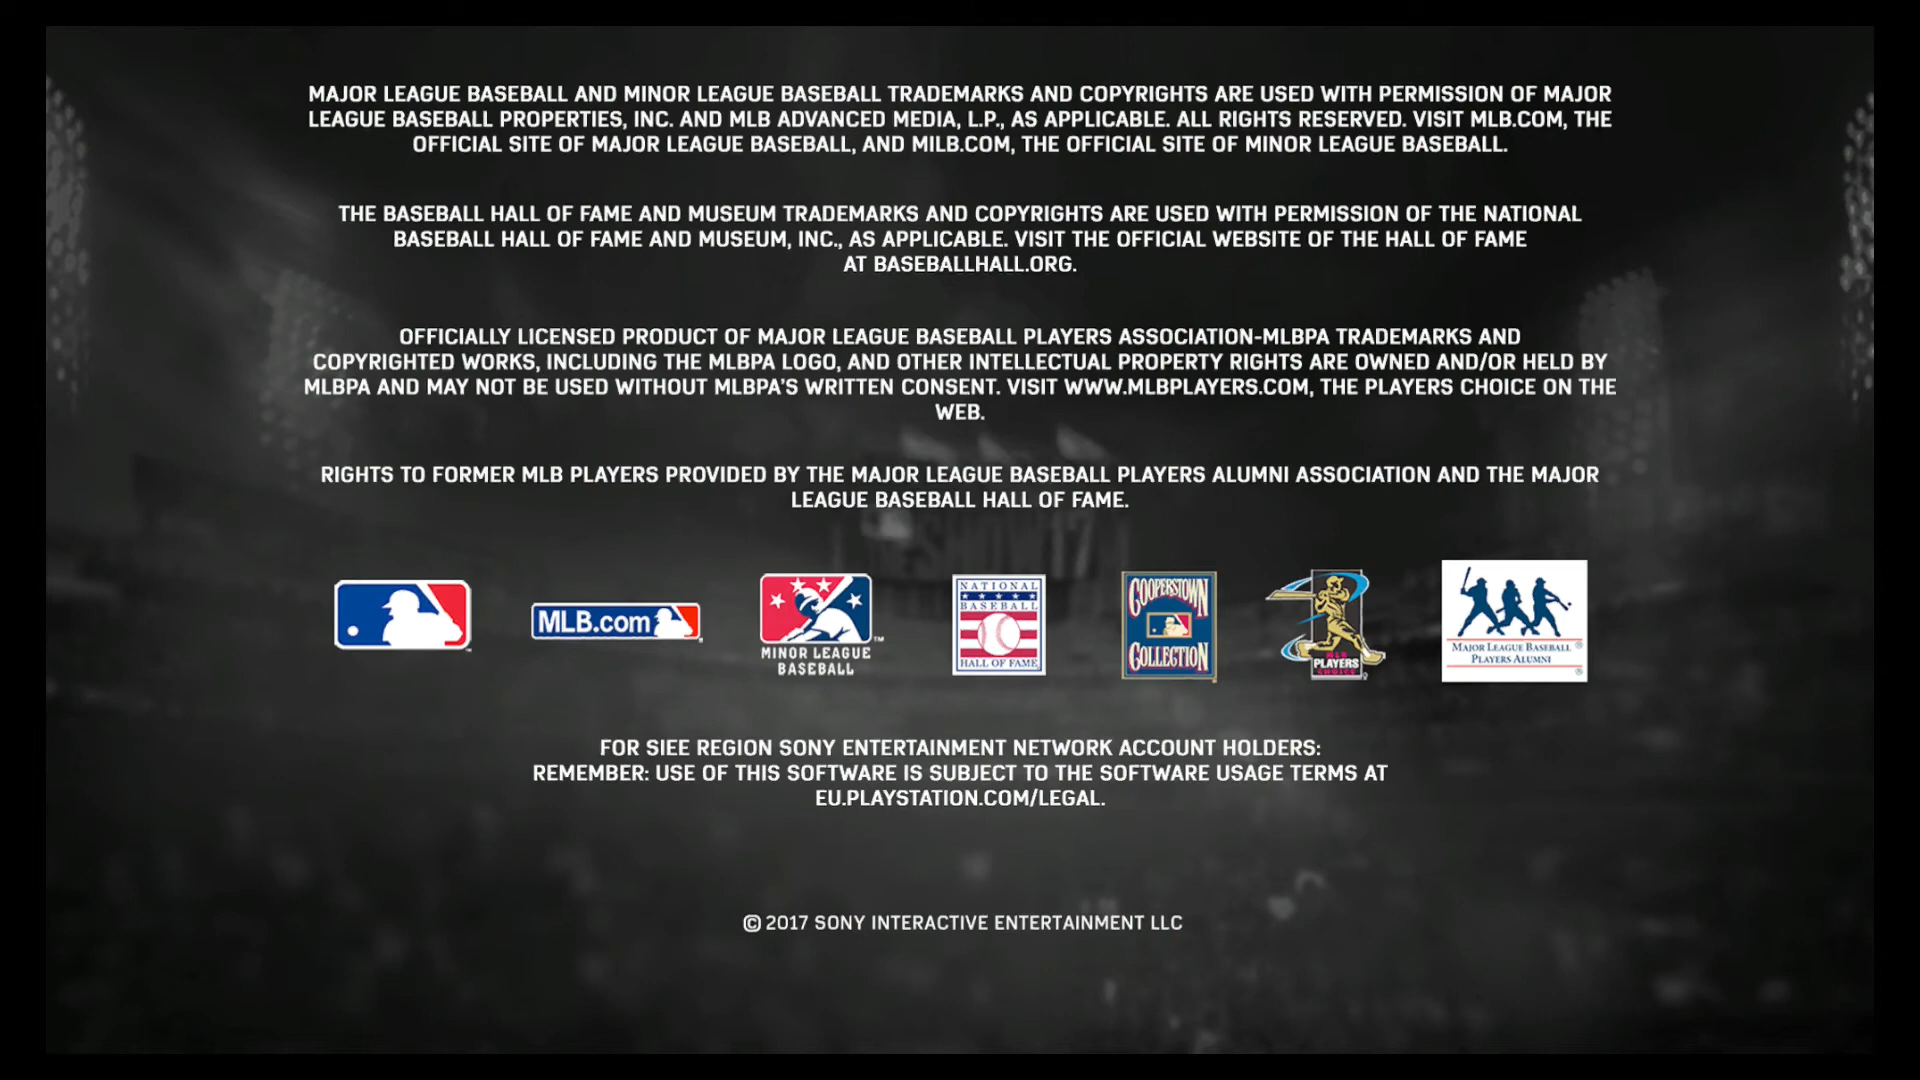 MAJOR LEAGUE BASEBALL AND MINOR LEAGUE BASEBALL TRADEMARKS AND COPYRIGHTS ARE USED WITH PERMISSION OF MAJOR
LEAGUE BASEBALL PROPERTIES, INC. AND MLB ADVANCED MEDIA, L.P., AS APPLICABLE. ALL RIGHTS RESERVED. VISIT MLB.COM, THE
OFFICIAL SITE OF MAJOR LEAGUE BASEBALL, AND MILB.COM, THE OFFICIAL SITE OF MINOR LEAGUE BASEBALL.
THE BASEBALL HALL OF FAME AND MUSEUM TRADEMARKS AND COPYRIGHTS ARE USED WITH PERMISSION OF THE NATIONAL
BASEBALL HALL OF FAME AND MUSEUM, INC., AS APPLICABLE. VISIT THE OFFICIAL WEBSITE OF THE HALL OF FAME
AT BASEBALLHALL.ORG.
OFFICIALLY LICENSED PRODUCT OF MAJOR LEAGUE BASEBALL PLAYERS ASSOCIATION-MLBPA TRADEMARKS AND
COPYRIGHTED WORKS, INCLUDING THE MLBPA LOGO, AND OTHER INTELLECTUAL PROPERTY RIGHTS ARE OWNED AND/OR HELD BY
MLBPA AND MAY NOT BE USED WITHOUT MLBPA'S WRITTEN CONSENT. VISIT WWW.MLBPLAYERS.COM, THE PLAYERS CHOICE ON THE
WEB.
RIGHTS TO FORMER MLB PLAYERS PROVIDED BY THE MAJOR LEAGUE BASEBALL PLAYERS ALUMNI ASSOCIATION AND THE MAJOR
LEAGUE BASEBALL HALL OF FAME.
MLB.com
MINOR LEAGUE
BASEBALL
NATIONAL
BASEBALL
HALL OF FAME
COOPERSTOWN
COLLECTION
MLB
PLAYERS
CHOICE
MAJOR LEAGUE BASEBALL
PLAYERS ALUMNI
FOR SIEE REGION SONY ENTERTAINMENT NETWORK ACCOUNT HOLDERS:
REMEMBER: USE OF THIS SOFTWARE IS SUBJECT TO THE SOFTWARE USAGE TERMS AT
EU.PLAYSTATION.COM/LEGAL.
© 2017 SONY INTERACTIVE ENTERTAINMENT LLC